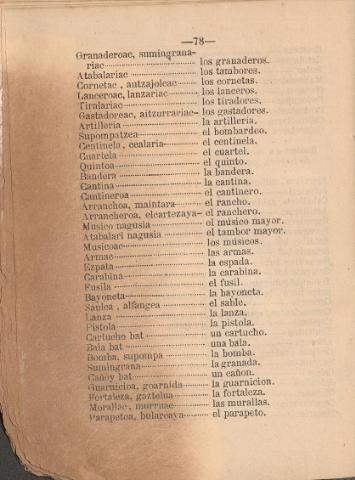 —78—
Granaderoac, sumingrana-
riac los granaderos.
Atabalariac los tambores.
Cornetac , autzajoleac los cornetas.
Lanceroac, lanzariac los lanceros.
Tiralariac los tiradores.
Gastadoreac, aitzurrariac los gastadores.
Artilleria la artilleria.
Supompatzea el bombardeo.
Centinela, cealaria el centinela.
Cuartela el cuartel.
Quintoa el quinto.
Bandera la bandera.
Cantina la cantina.
Cantineroa el cantinero.
Arranchoa, maintara el rancho.
Arrancheroa, elcartezaya el ranchero.
Músico nagusia el músico mayor.
Atabalari nagusia el tambor mayor.
Musicoac los músicos.
Armac las armas.
Ezpata la espada.
Carabina la carabina.
Fusila el fusil.
Bayoneta la bayoneta.
Saulea , alfangea el sable.
Lanza la lanza.
Pistola la pistola.
Cartucho bat un cartucho.
Bala bat una bala.
Bomba, supompa la bomba.
Sumingrana la granada.
Cañoy bat un cañon.
Guarnicioa, goarnida la guarnicion.
Fortaleza, gaztelua la fortaleza.
Morallac, murruac las murallas.
Parapetoa, bularcaya el parapeto.